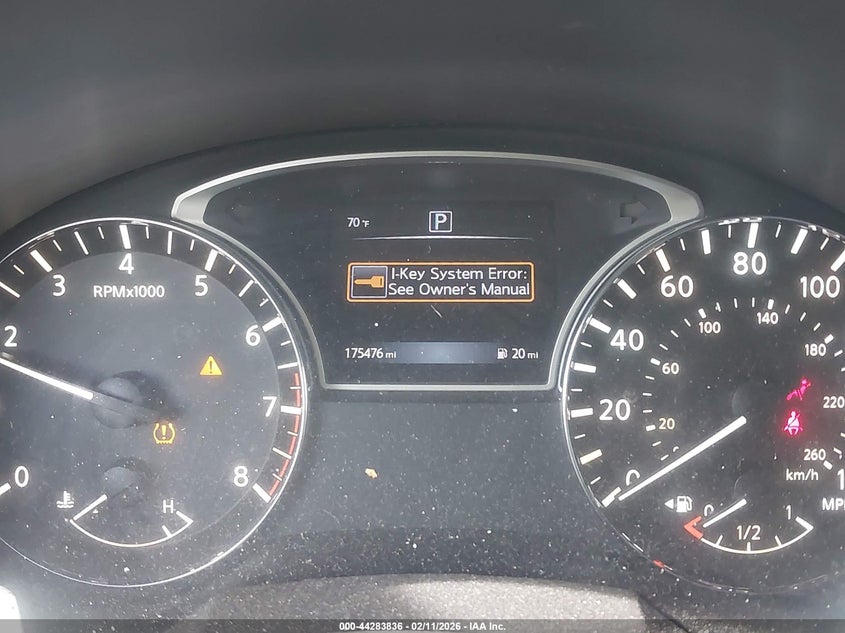 70 °F
P
I-Key System Error:
See Owner's Manual
175476 mi
20 mi
0
2
3
4
5
6
7
8
RPMx1000
H
0
20
40
60
80
100
20
60
100
140
180
220
260
km/h
MPH
0
1/2
1
000-44283836 - 02/11/2026 - IAA Inc.